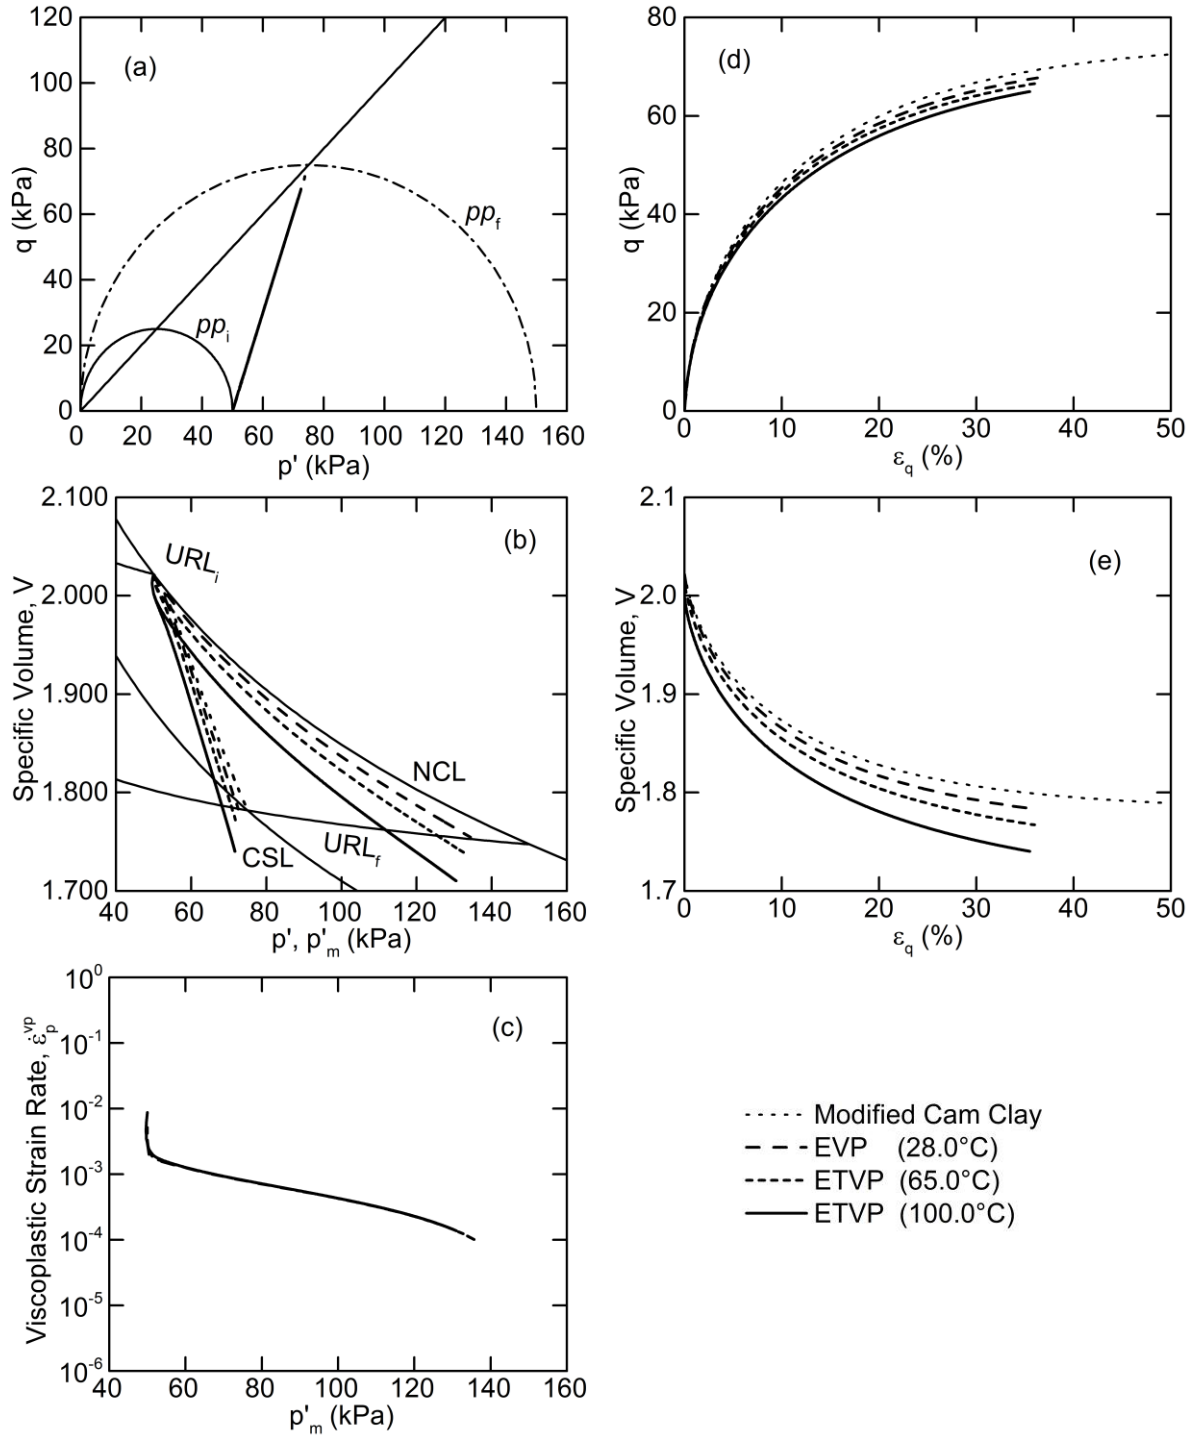 (a)
120
100
80
60
40
20
0
q (kPa)
pp_f
pp_i
0 20 40 60 80 100 120 140 160
p' (kPa)
(d)
80
60
40
20
0
q (kPa)
0 10 20 30 40 50
ε_q (%)
(b)
2.100
2.000
1.900
1.800
1.700
Specific Volume, V
URL_i
NCL
URL_f
CSL
40 60 80 100 120 140 160
p', p'_m (kPa)
(e)
2.1
2.0
1.9
1.8
1.7
Specific Volume, V
0 10 20 30 40 50
ε_q (%)
(c)
10^0
10^-1
10^-2
10^-3
10^-4
10^-5
10^-6
Viscoplastic Strain Rate, ε̇_p^vp
40 60 80 100 120 140 160
p'_m (kPa)
Modified Cam Clay
EVP (28.0°C)
ETVP (65.0°C)
ETVP (100.0°C)